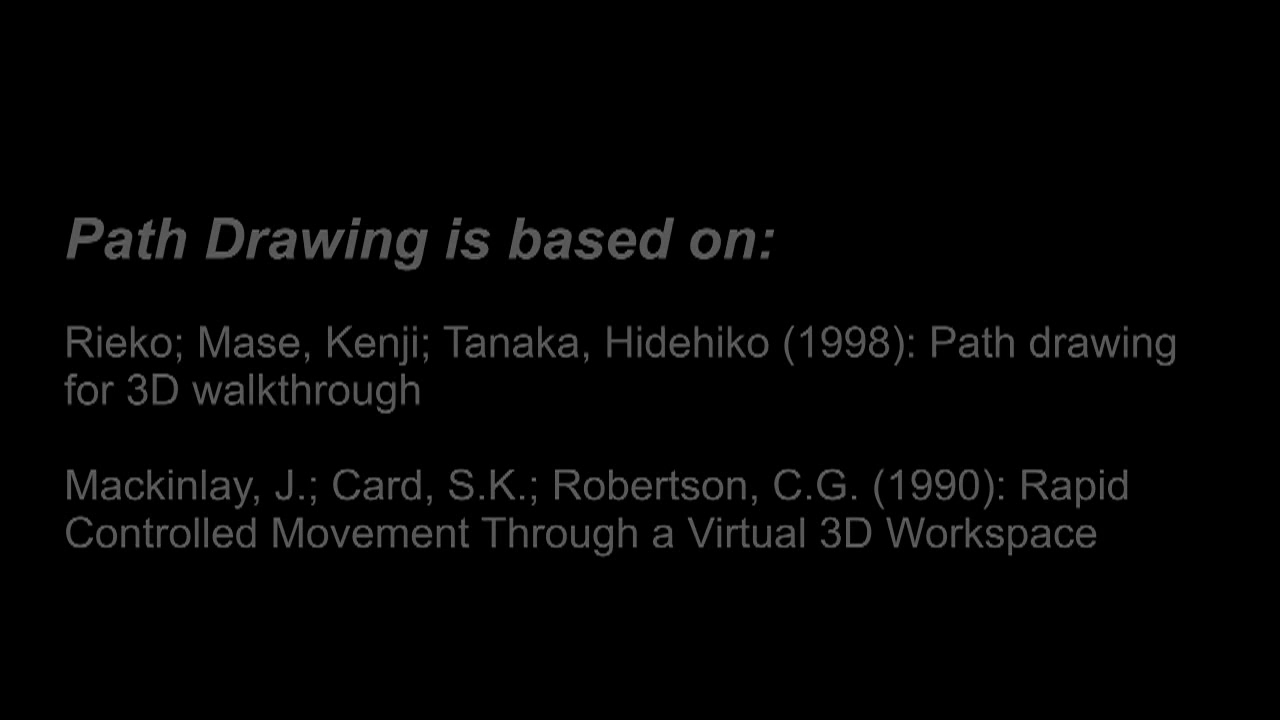 Path Drawing is based on:
Rieko; Mase, Kenji; Tanaka, Hidehiko (1998): Path drawing
for 3D walkthrough
Mackinlay, J.; Card, S.K.; Robertson, C.G. (1990): Rapid
Controlled Movement Through a Virtual 3D Workspace